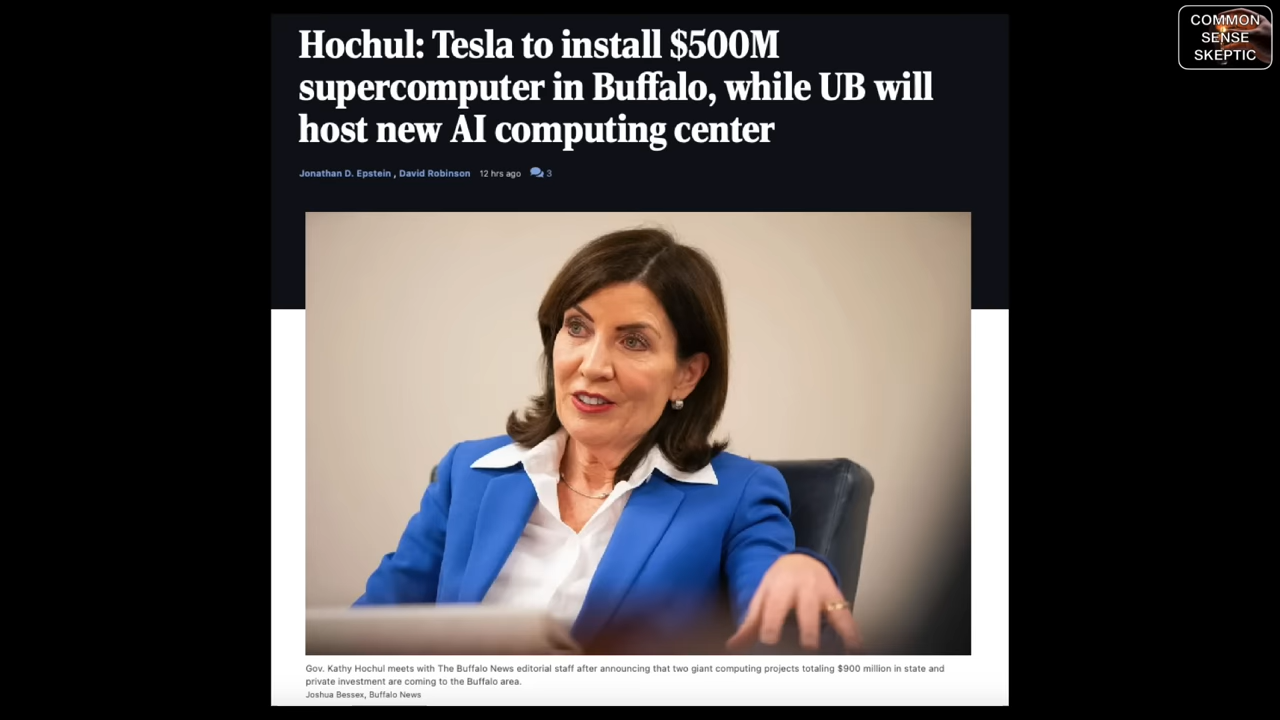 Hochul: Tesla to install $500M
supercomputer in Buffalo, while UB will
host new AI computing center
Jonathan D. Epstein , David Robinson 12 hrs ago 3
Gov. Kathy Hochul meets with The Buffalo News editorial staff after announcing that two giant computing projects totaling $900 million in state and
private investment are coming to the Buffalo area.
Joshua Bessex, Buffalo News
COMMON
SENSE
SKEPTIC